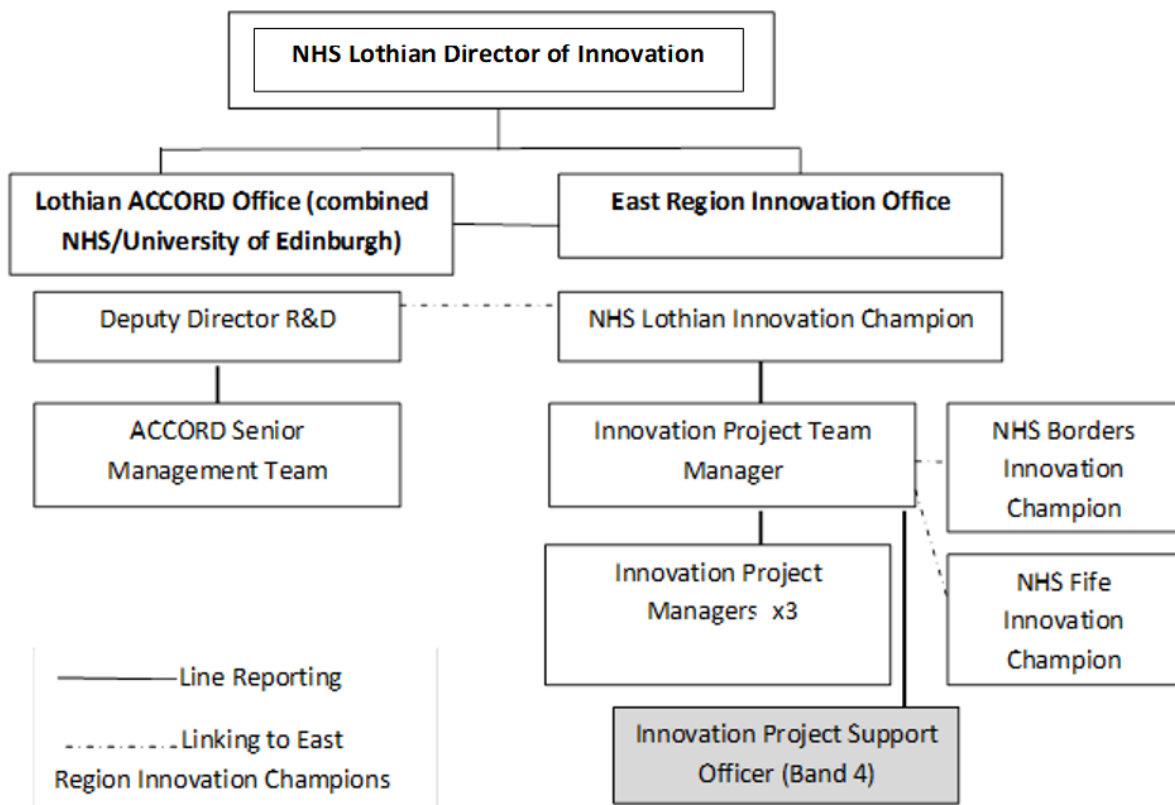 NHS Lothian Director of Innovation
Lothian ACCORD Office (combined
NHS/University of Edinburgh)
East Region Innovation Office
Deputy Director R&D
NHS Lothian Innovation Champion
ACCORD Senior
Management Team
Innovation Project Team
Manager
NHS Borders
Innovation
Champion
Innovation Project
Managers x3
NHS Fife
Innovation
Champion
Line Reporting
Linking to East
Region Innovation Champions
Innovation Project Support
Officer (Band 4)